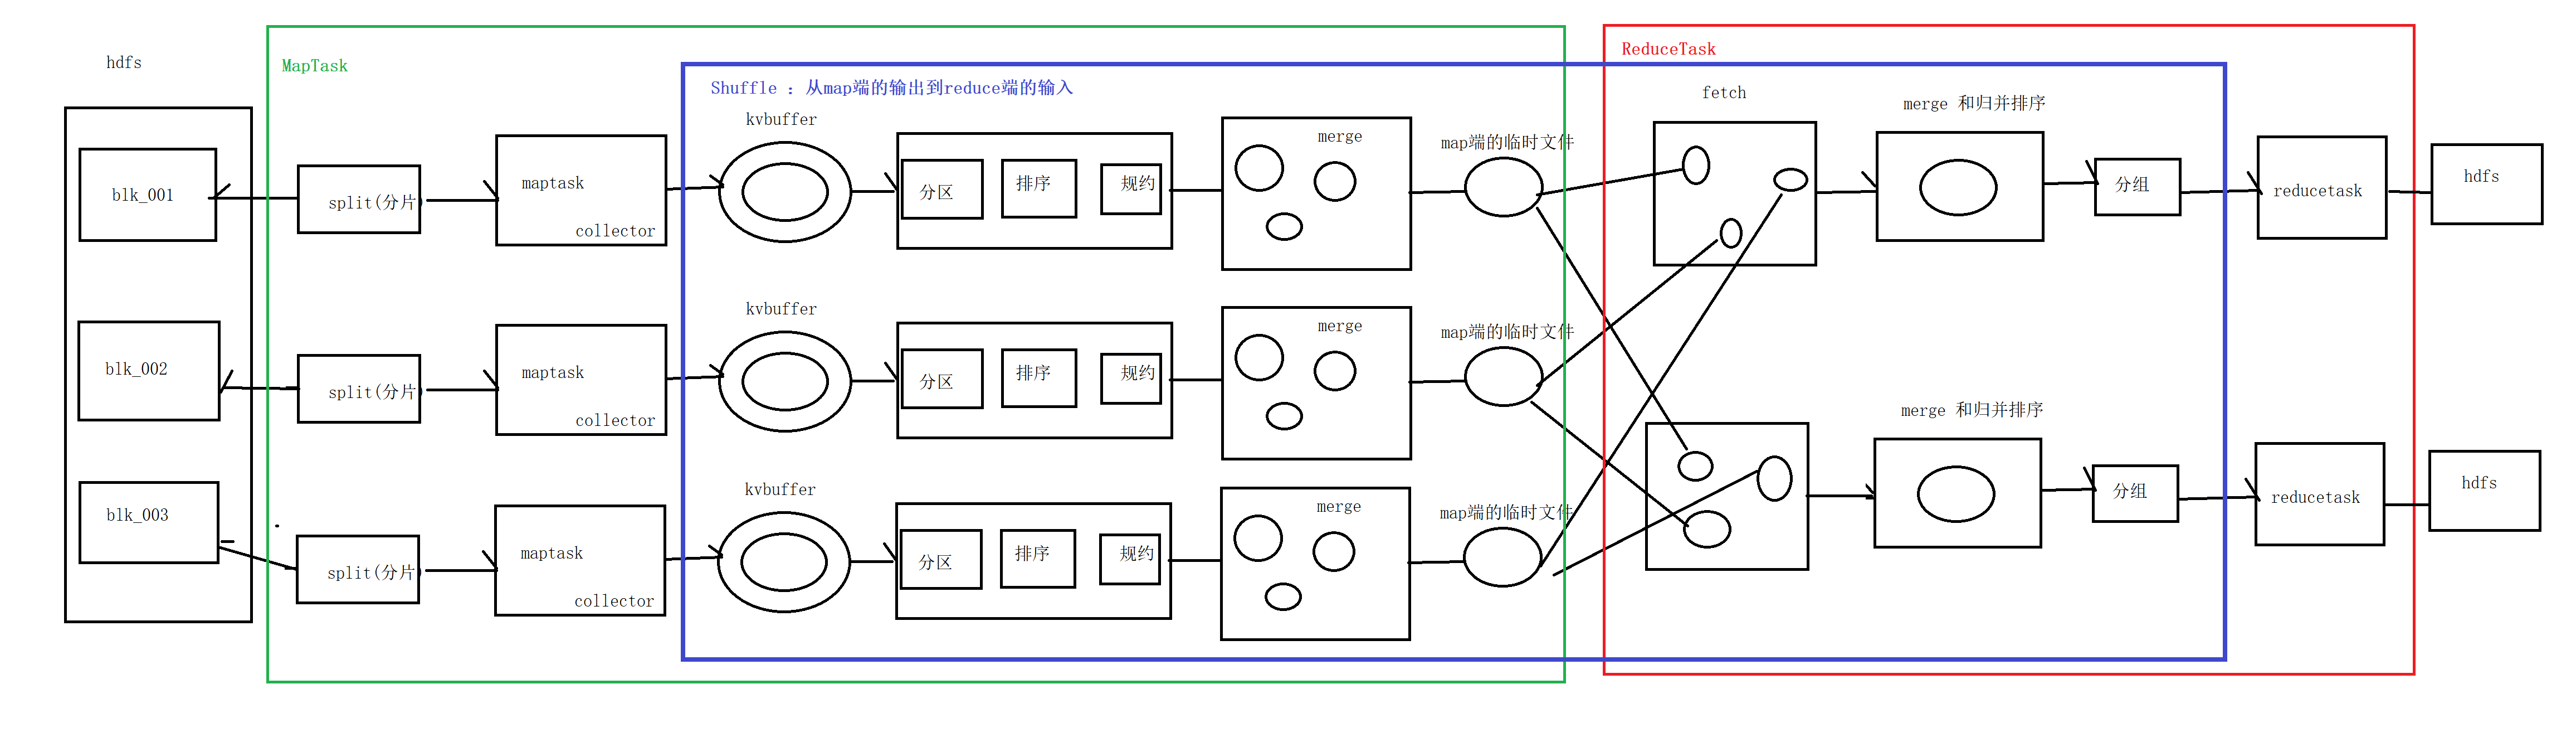 hdfs
MapTask
ReduceTask
Shuffle ：从map端的输出到reduce端的输入
blk_001
split(分片)
maptask
collector
kvbuffer
分区
排序
规约
merge
map端的临时文件
fetch
merge 和归并排序
分组
reducetask
hdfs
blk_002
split(分片)
maptask
collector
kvbuffer
分区
排序
规约
merge
map端的临时文件
blk_003
split(分片)
maptask
collector
kvbuffer
分区
排序
规约
merge
map端的临时文件
merge 和归并排序
分组
reducetask
hdfs